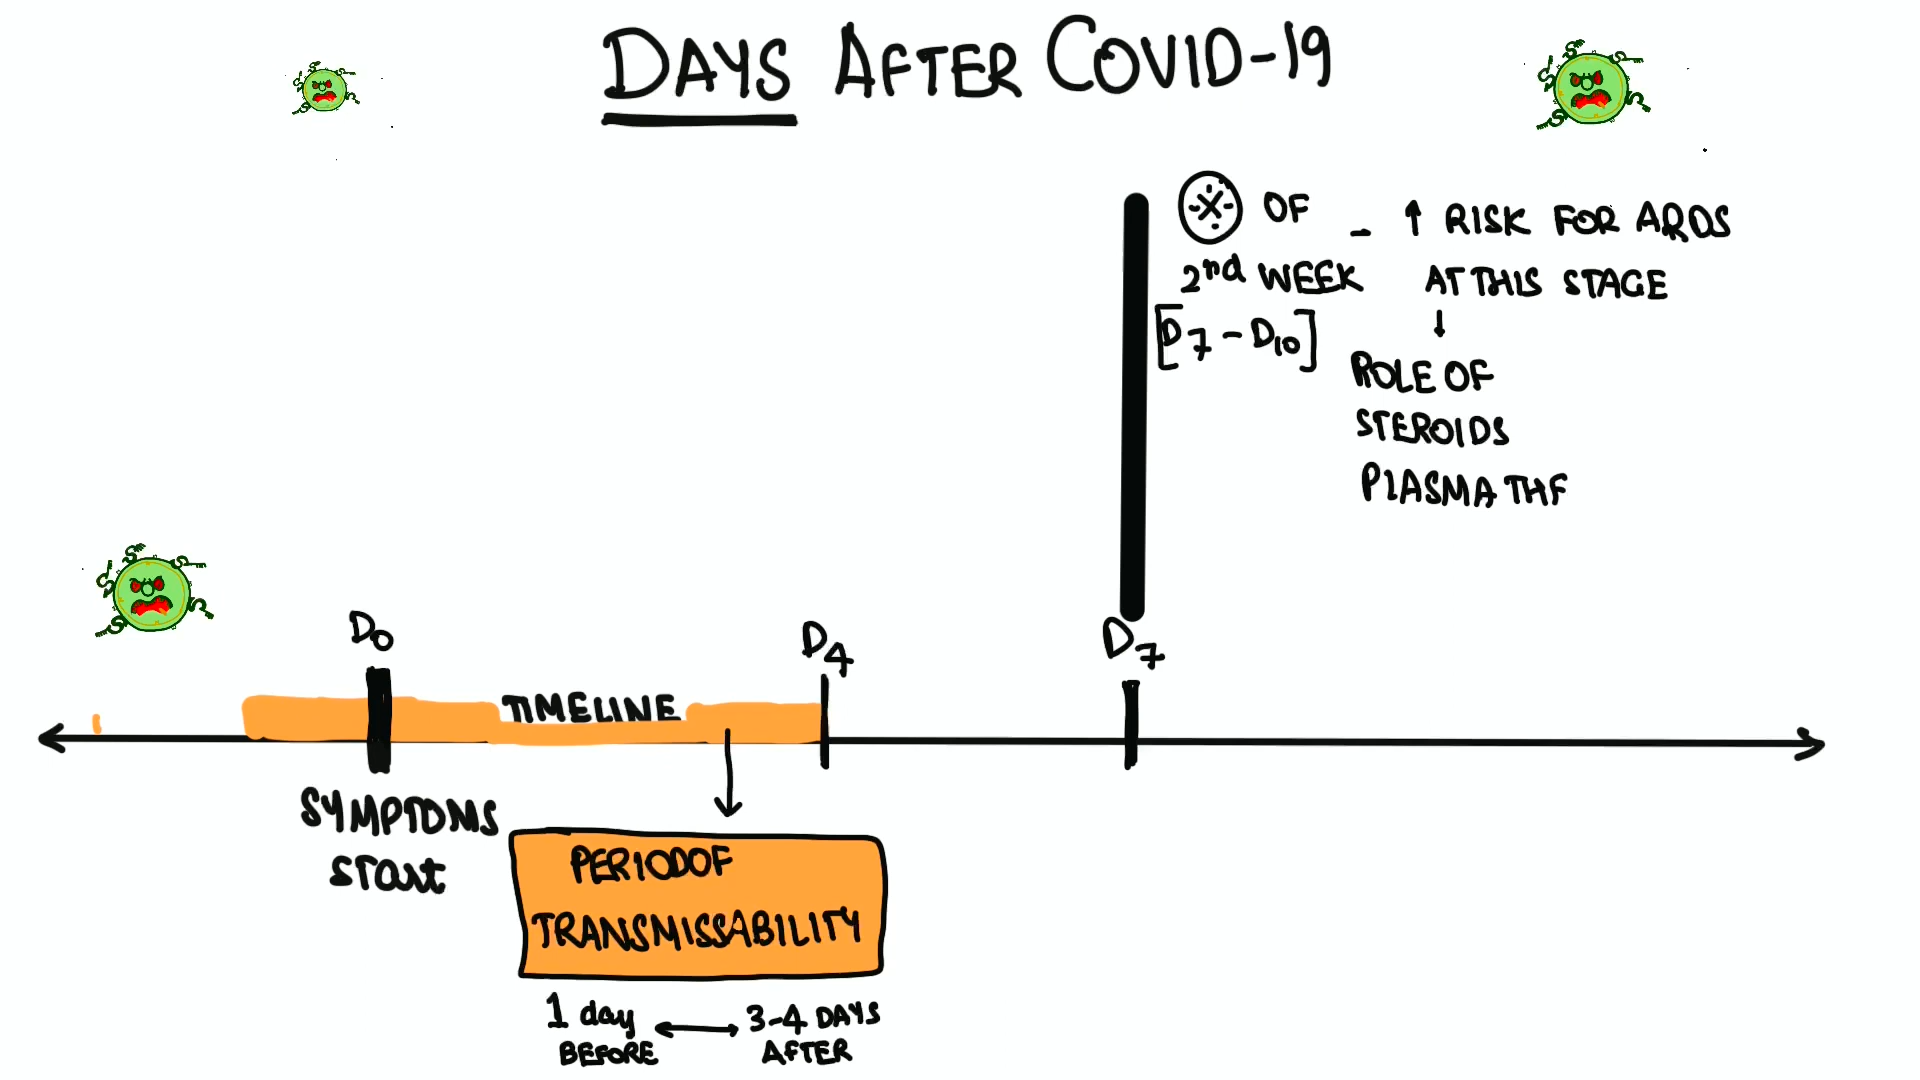 DAYS AFTER COVID-19
※ OF
2nd WEEK
[D7 - D10]
- ↑ RISK FOR ARDS
AT THIS STAGE
↓
ROLE OF
STEROIDS
PLASMA THF
D0
D4
D7
TIMELINE
SYMPTOMS
START
PERIOD OF
TRANSMISSABILITY
1 day ↔ 3-4 DAYS
BEFORE AFTER